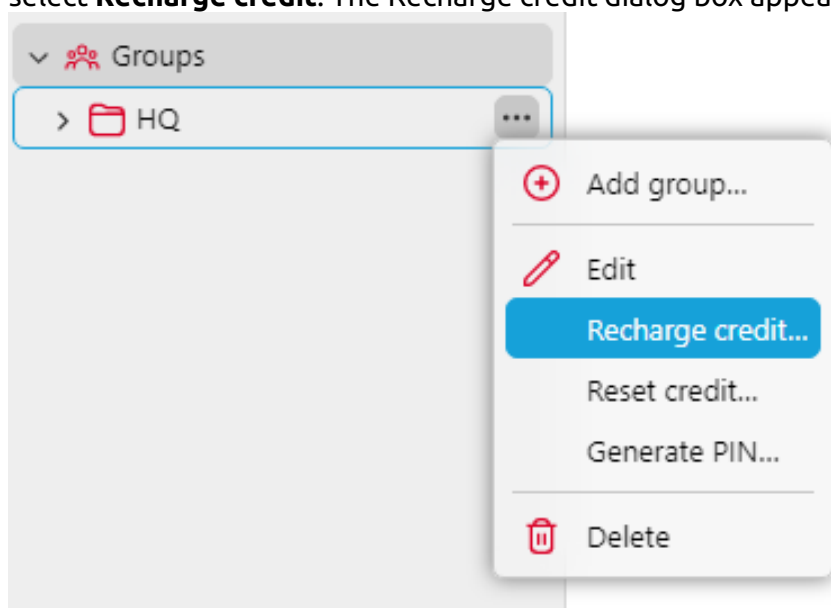 select Recharge credit. The Recharge credit dialog box appea
Groups
HQ
Add group...
Edit
Recharge credit...
Reset credit...
Generate PIN...
Delete